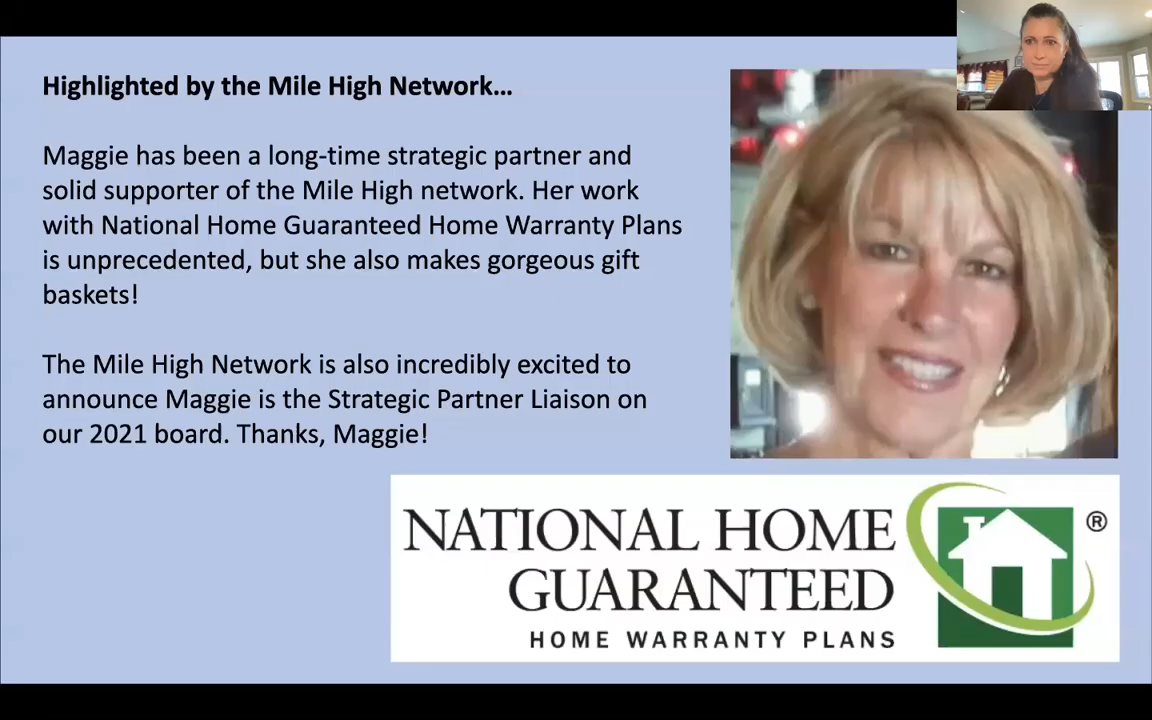 Highlighted by the Mile High Network...
Maggie has been a long-time strategic partner and
solid supporter of the Mile High network. Her work
with National Home Guaranteed Home Warranty Plans
is unprecedented, but she also makes gorgeous gift
baskets!
The Mile High Network is also incredibly excited to
announce Maggie is the Strategic Partner Liaison on
our 2021 board. Thanks, Maggie!
NATIONAL HOME
®
GUARANTEED
HOME WARRANTY PLANS